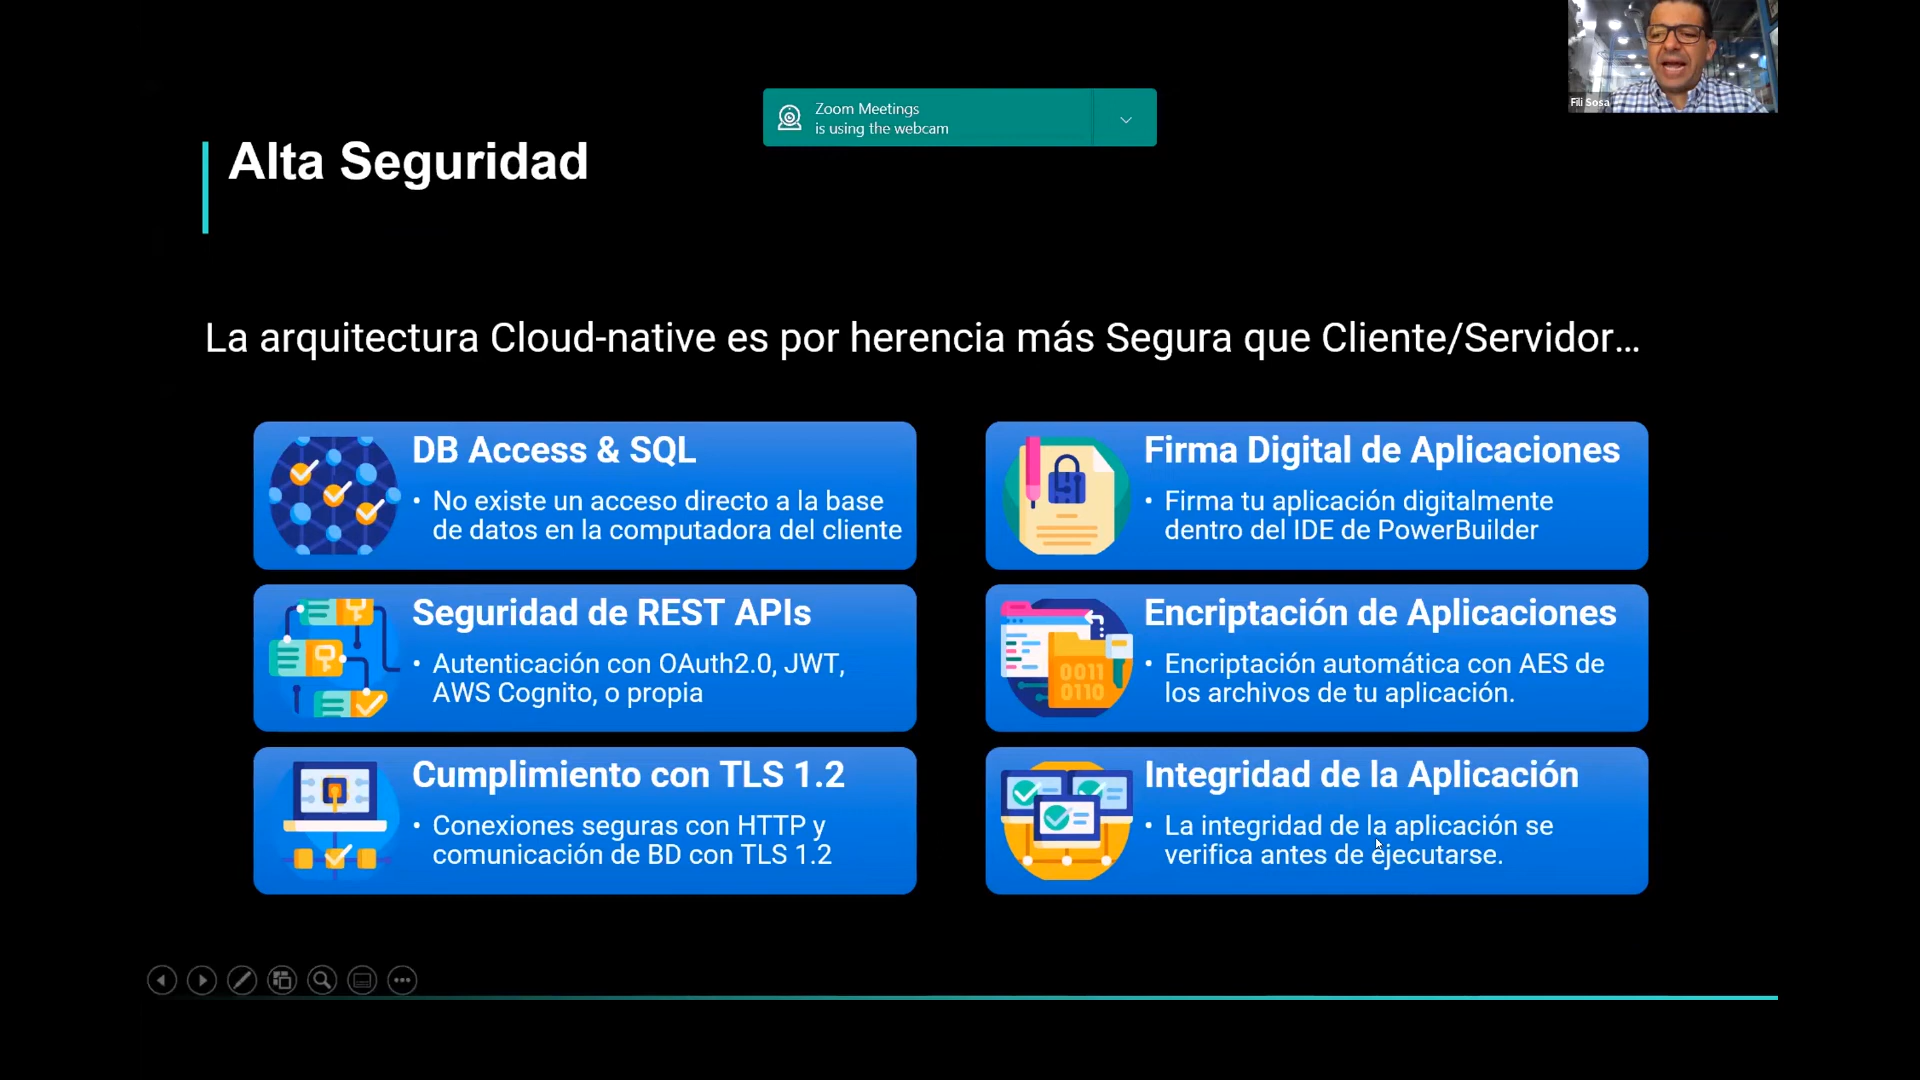 Zoom Meetings
is using the webcam
Fili Sosa
Alta Seguridad
La arquitectura Cloud-native es por herencia más Segura que Cliente/Servidor...
DB Access & SQL
• No existe un acceso directo a la base
de datos en la computadora del cliente
Firma Digital de Aplicaciones
• Firma tu aplicación digitalmente
dentro del IDE de PowerBuilder
Seguridad de REST APIs
• Autenticación con OAuth2.0, JWT,
AWS Cognito, o propia
Encriptación de Aplicaciones
0011
0110
• Encriptación automática con AES de
los archivos de tu aplicación.
Cumplimiento con TLS 1.2
• Conexiones seguras con HTTP y
comunicación de BD con TLS 1.2
Integridad de la Aplicación
• La integridad de la aplicación se
verifica antes de ejecutarse.